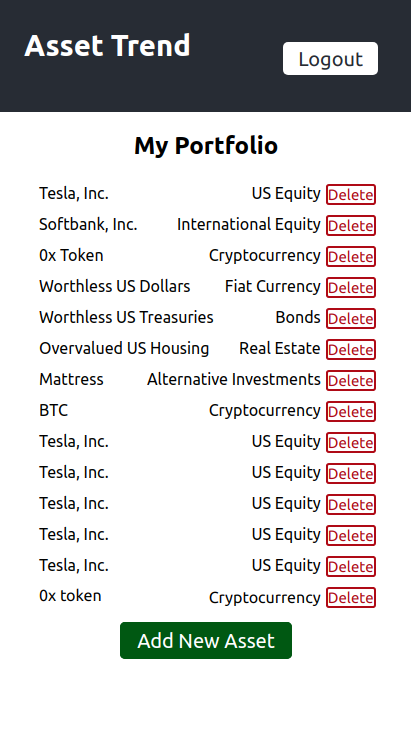 Asset Trend
Logout
My Portfolio
Tesla, Inc. US Equity Delete
Softbank, Inc. International Equity Delete
0x Token Cryptocurrency Delete
Worthless US Dollars Fiat Currency Delete
Worthless US Treasuries Bonds Delete
Overvalued US Housing Real Estate Delete
Mattress Alternative Investments Delete
BTC Cryptocurrency Delete
Tesla, Inc. US Equity Delete
Tesla, Inc. US Equity Delete
Tesla, Inc. US Equity Delete
Tesla, Inc. US Equity Delete
Tesla, Inc. US Equity Delete
0x token Cryptocurrency Delete
Add New Asset